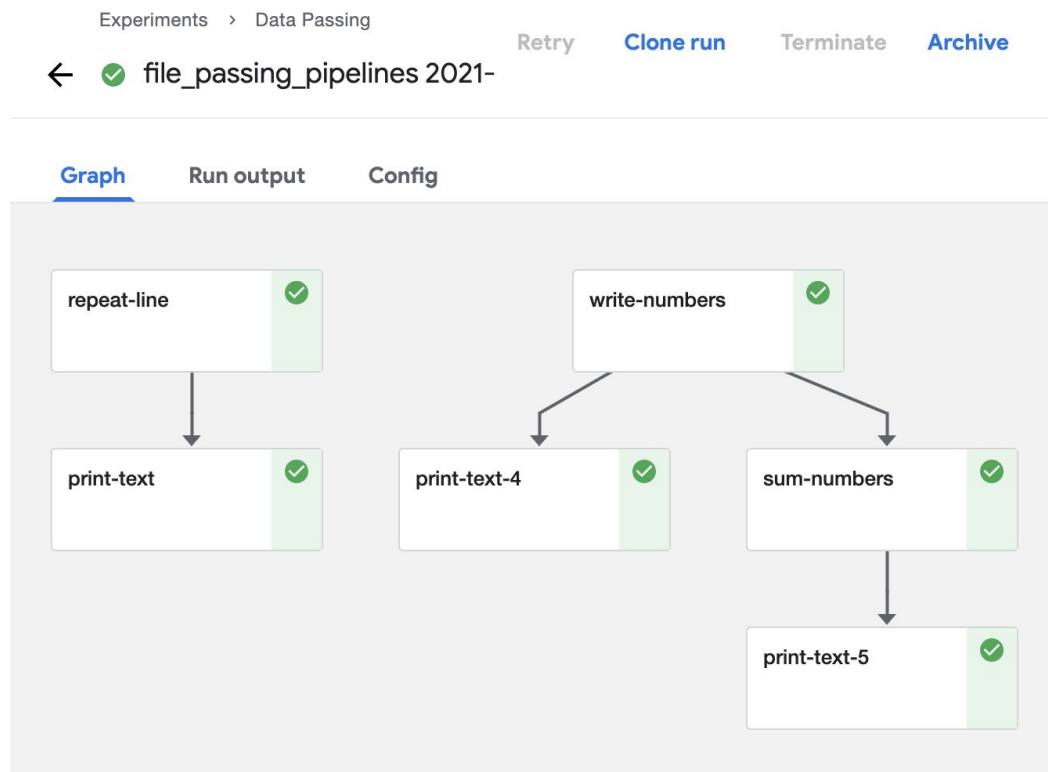 Experiments > Data Passing
Retry Clone run Terminate Archive
file_passing_pipelines 2021-
Graph Run output Config
repeat-line
write-numbers
print-text
print-text-4
sum-numbers
print-text-5